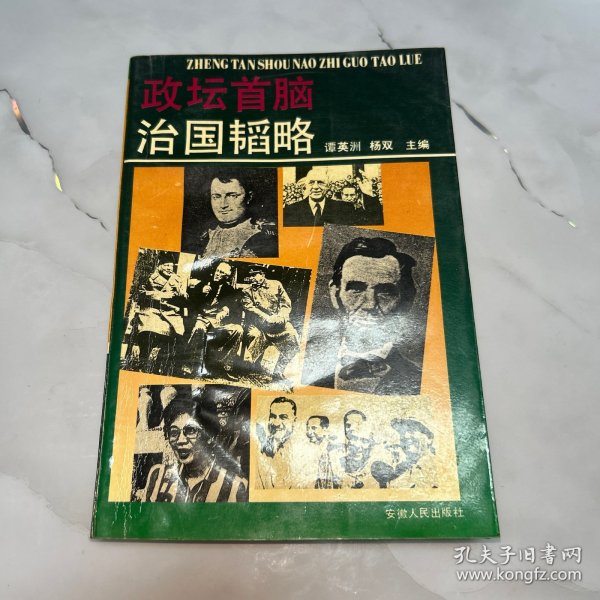 ZHENG TAN SHOU NAO ZHI GUO TAO LUE
政坛首脑
治国韬略
谭英洲 杨双 主编
安徽人民出版社
孔夫子旧书网
www.kongfz.com